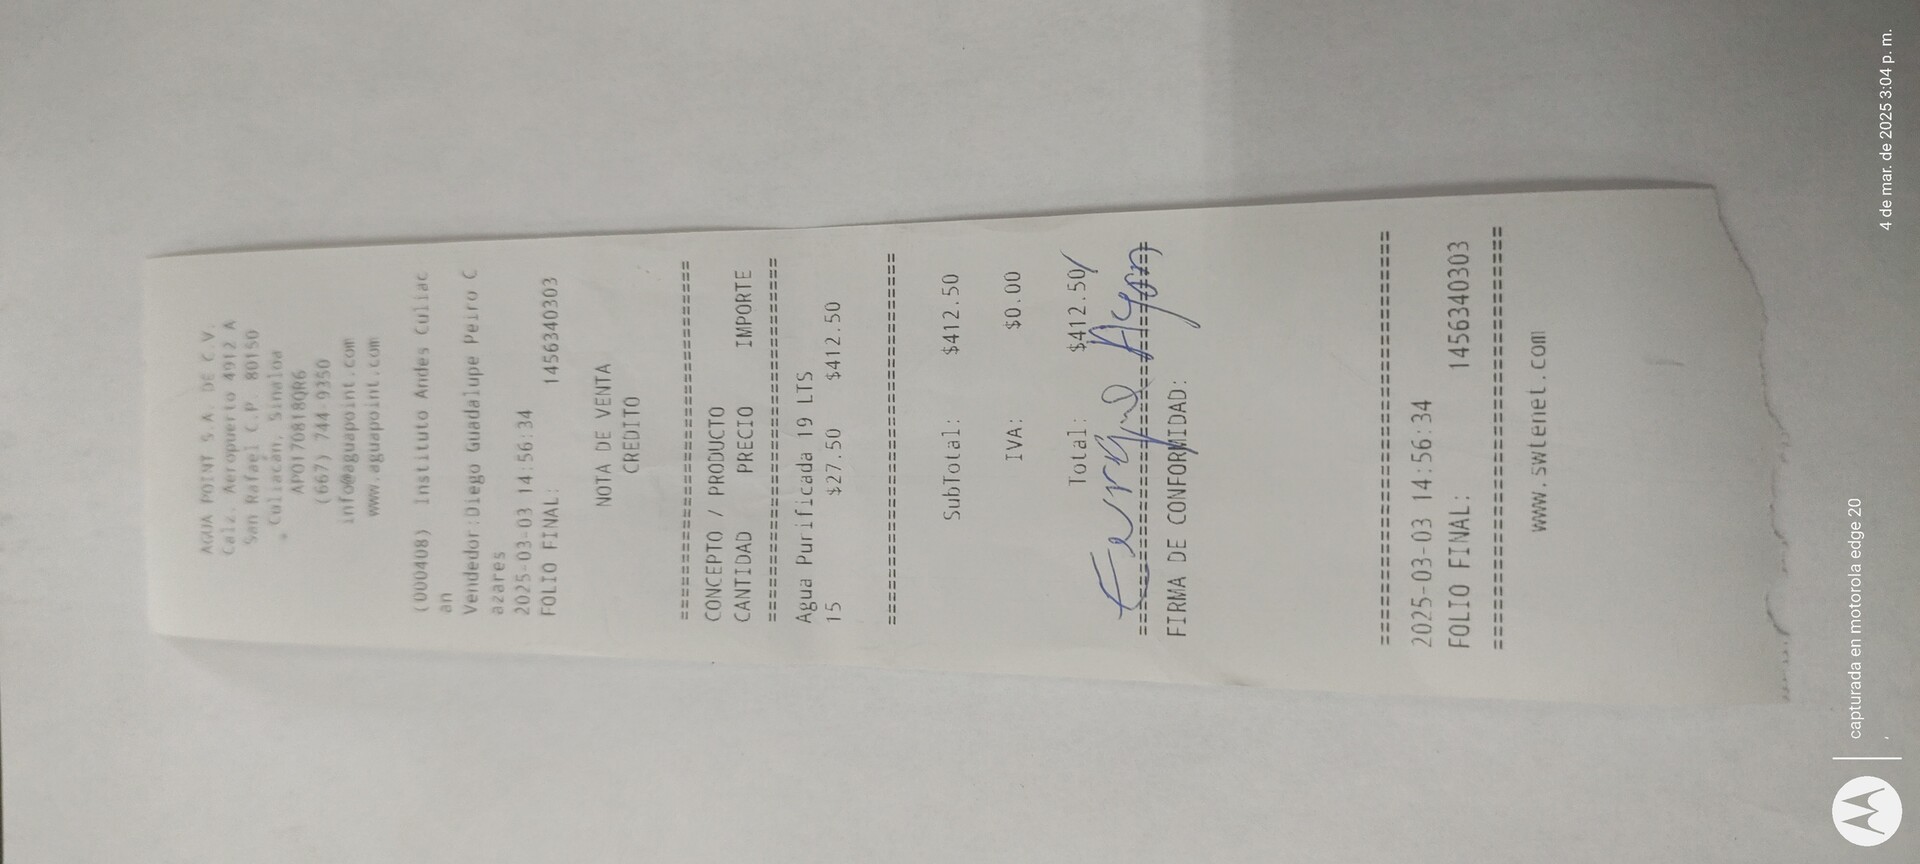 AGUA POINT S.A. DE C.V.
Calz. Aeropuerto 4912 A
San Rafael C.P. 80150
Culiacan, Sinaloa
APO170818QR6
(667) 744-9350
info@aguapoint.com
www.aguapoint.com
(000408) Instituto Andes Culiac
an
Vendedor:Diego Guadalupe Peiro C
azares
2025-03-03 14:56:34
FOLIO FINAL: 1456340303
NOTA DE VENTA
CREDITO
================================
CONCEPTO / PRODUCTO
CANTIDAD PRECIO IMPORTE
================================
Agua Purificada 19 LTS
15 $27.50 $412.50
================================
SubTotal: $412.50
IVA: $0.00
Total: $412.50
================================
FIRMA DE CONFORMIDAD:
================================
2025-03-03 14:56:34
FOLIO FINAL: 1456340303
================================
www.swtenet.com
capturada en motorola edge 20
4 de mar. de 2025 3:04 p. m.